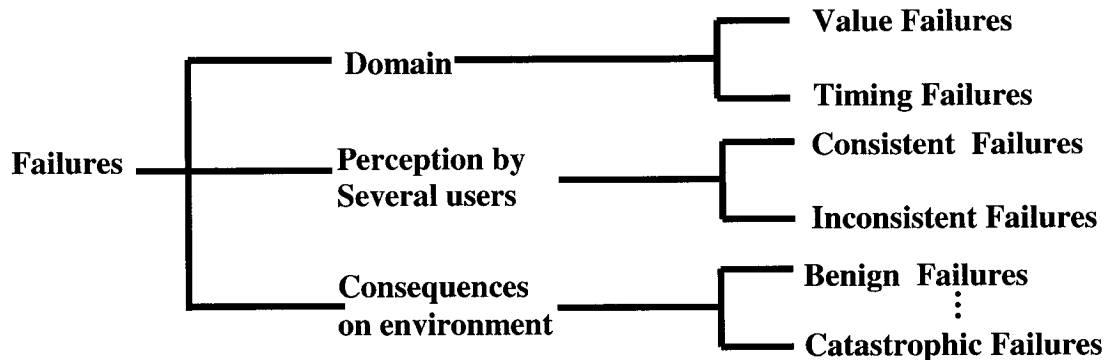 Failures
Domain
Value Failures
Timing Failures
Perception by
Several users
Consistent Failures
Inconsistent Failures
Consequences
on environment
Benign Failures
⋮
Catastrophic Failures